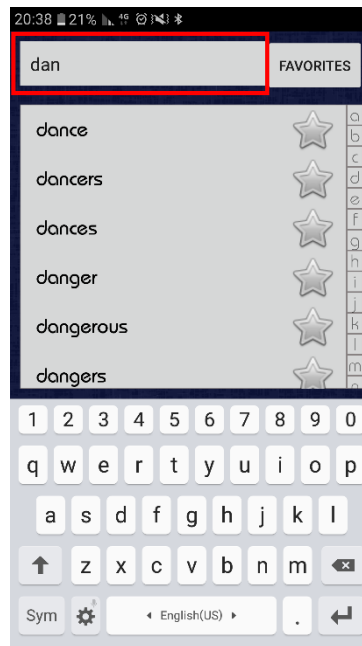 20:38 21% 4G
dan FAVORITES
dance
dancers
dances
danger
dangerous
dangers
a
b
c
d
e
f
g
h
i
j
k
l
m
1 2 3 4 5 6 7 8 9 0
q w e r t y u i o p
a s d f g h j k l
z x c v b n m
Sym English(US) .